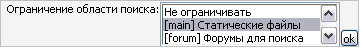 Ограничение области поиска:
Не ограничивать
[main] Статические файлы
[forum] Форумы для поиска
ok